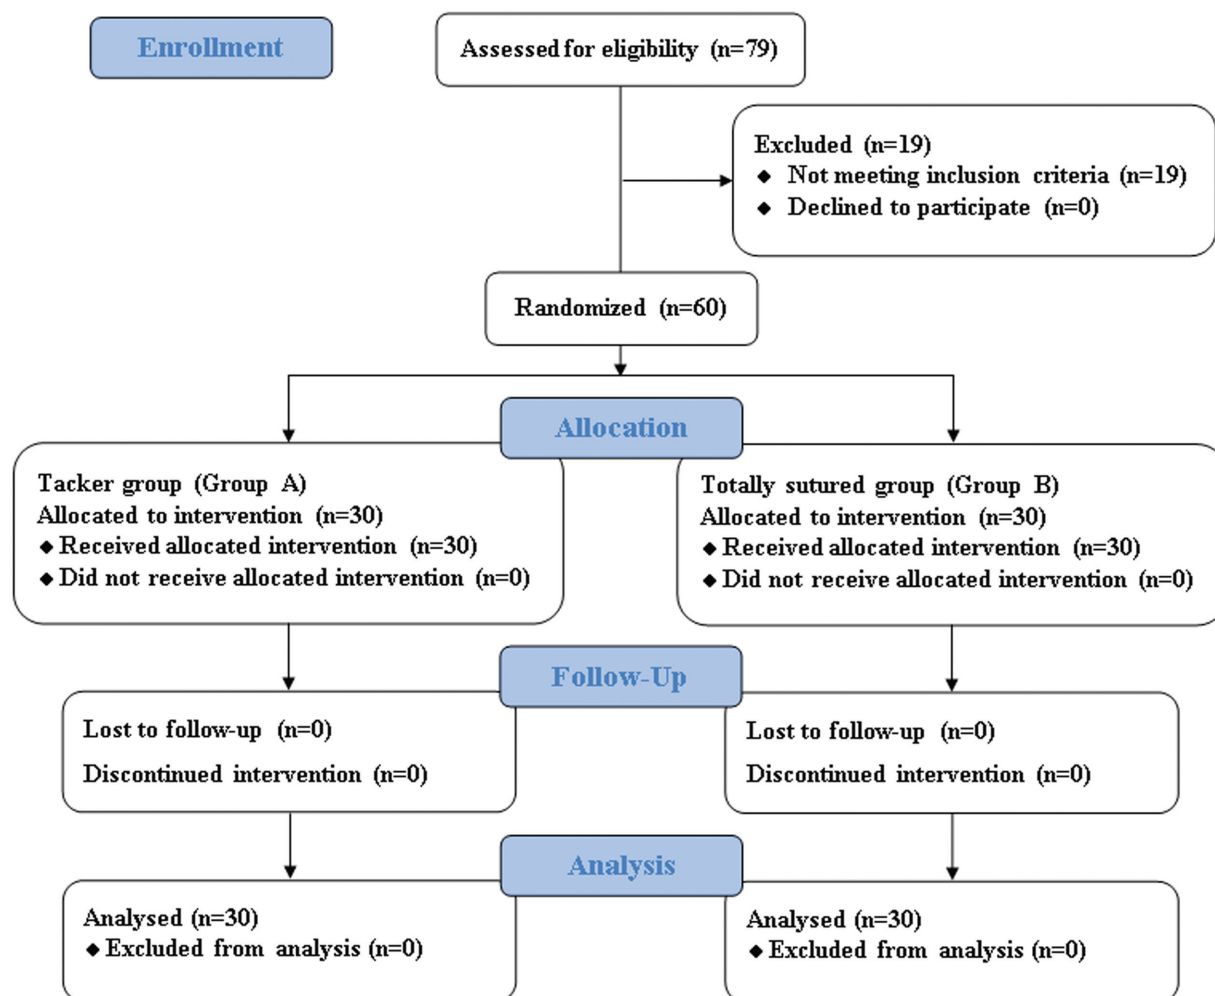 Enrollment
Assessed for eligibility (n=79)
Excluded (n=19)
◆ Not meeting inclusion criteria (n=19)
◆ Declined to participate (n=0)
Randomized (n=60)
Allocation
Tacker group (Group A)
Allocated to intervention (n=30)
◆ Received allocated intervention (n=30)
◆ Did not receive allocated intervention (n=0)
Totally sutured group (Group B)
Allocated to intervention (n=30)
◆ Received allocated intervention (n=30)
◆ Did not receive allocated intervention (n=0)
Follow-Up
Lost to follow-up (n=0)
Discontinued intervention (n=0)
Lost to follow-up (n=0)
Discontinued intervention (n=0)
Analysis
Analysed (n=30)
◆ Excluded from analysis (n=0)
Analysed (n=30)
◆ Excluded from analysis (n=0)